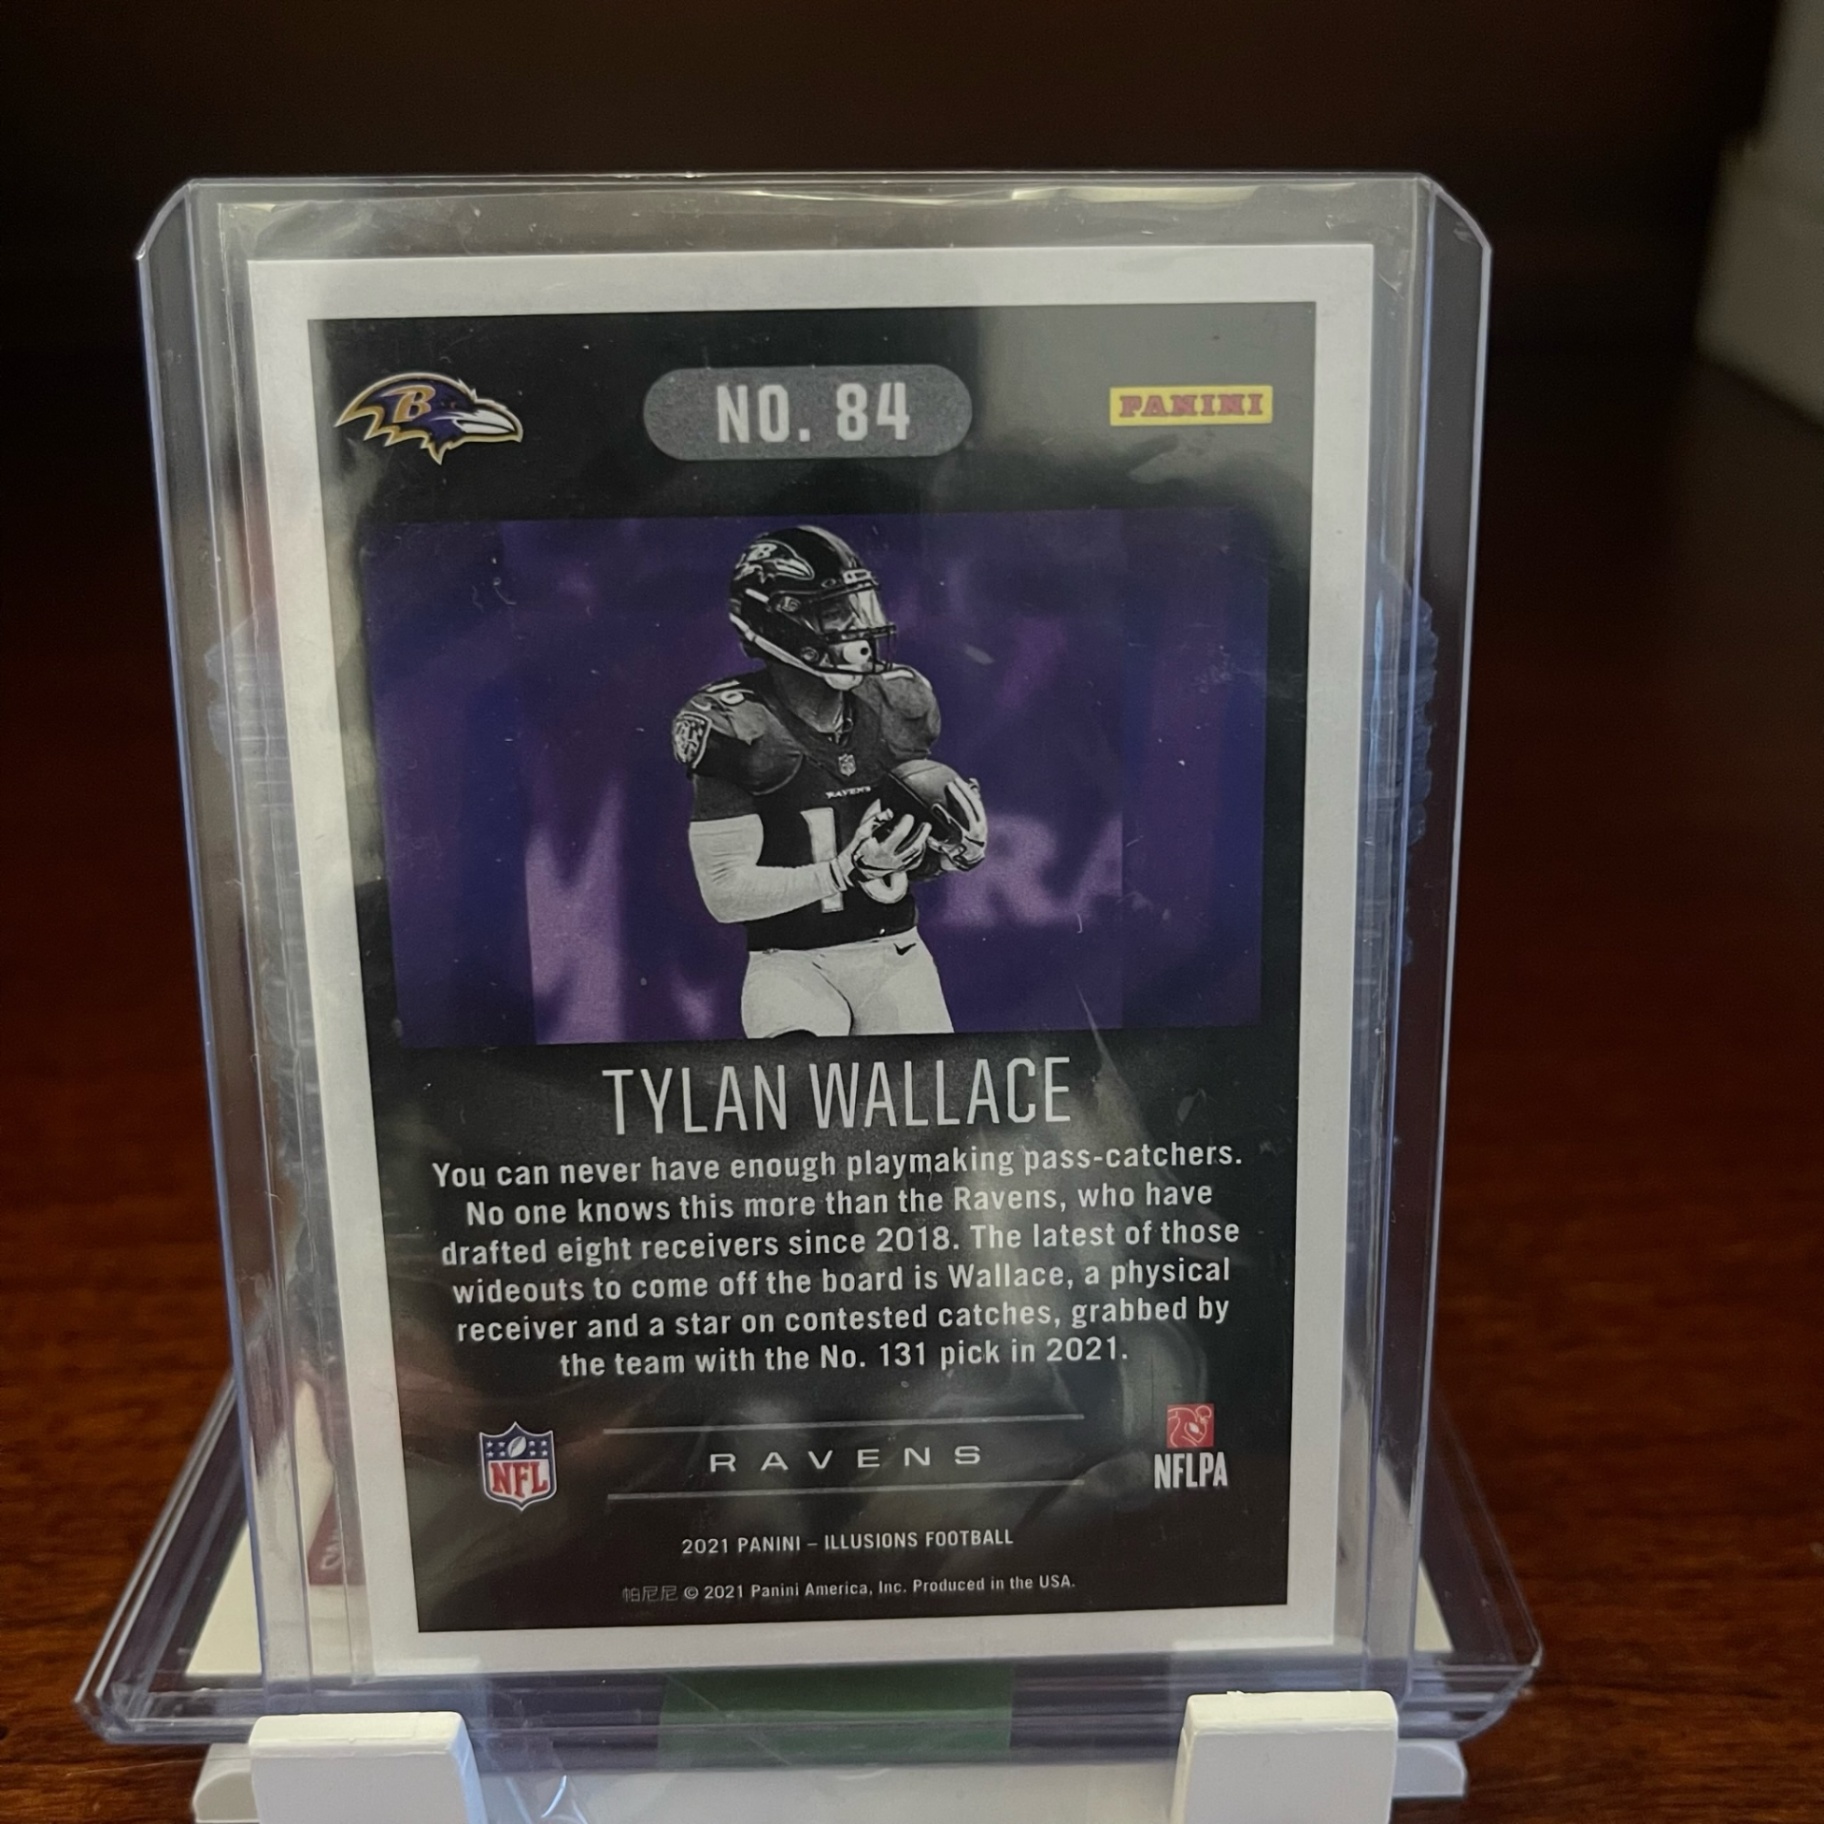 NO. 84
PANINI
B
B
16
RAVENS
16
RA
TYLAN WALLACE
You can never have enough playmaking pass-catchers.
No one knows this more than the Ravens, who have
drafted eight receivers since 2018. The latest of those
wideouts to come off the board is Wallace, a physical
receiver and a star on contested catches, grabbed by
the team with the No. 131 pick in 2021.
NFL
RAVENS
NFLPA
2021 PANINI – ILLUSIONS FOOTBALL
帕尼尼 © 2021 Panini America, Inc. Produced in the USA.